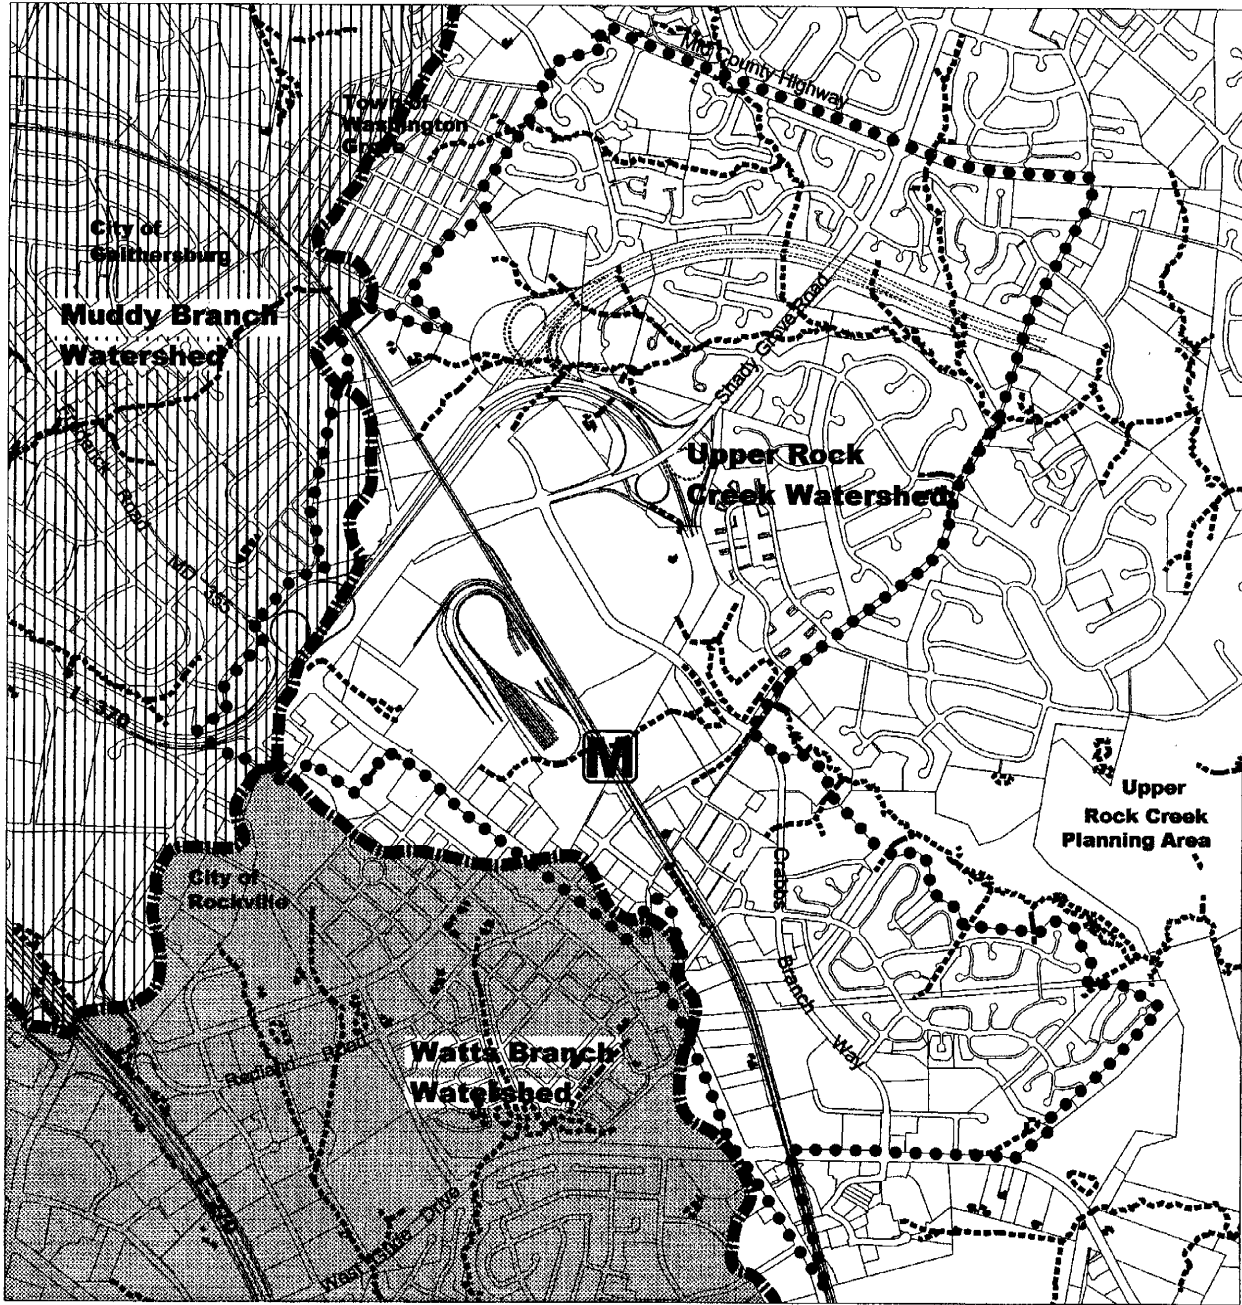 Mid County Highway
Town of
Washington
Grove
City of
Gaithersburg
Muddy Branch
Watershed
Shady Grove Road
Road
MD - 355
Upper Rock
Creek Watershed
I - 370
M
Upper
Rock Creek
Planning Area
City of
Rockville
Crabbs
Branch
Way
Watts Branch
Watershed
Redland Road
Drive